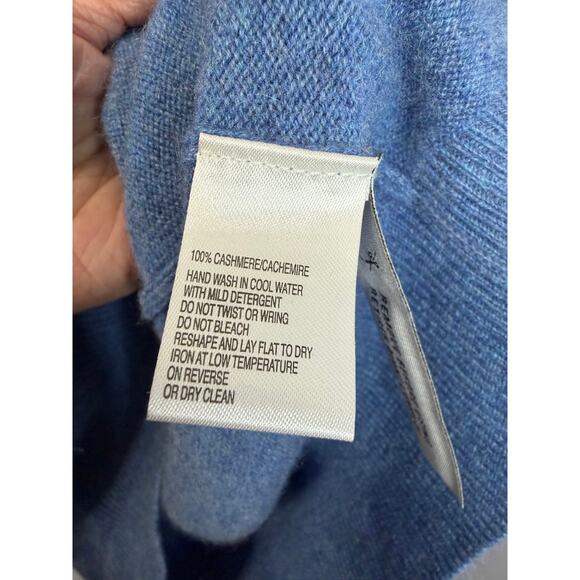 100% CASHMERE/CACHEMIRE
HAND WASH IN COOL WATER
WITH MILD DETERGENT
DO NOT TWIST OR WRING
DO NOT BLEACH
RESHAPE AND LAY FLAT TO DRY
IRON AT LOW TEMPERATURE
ON REVERSE
OR DRY CLEAN